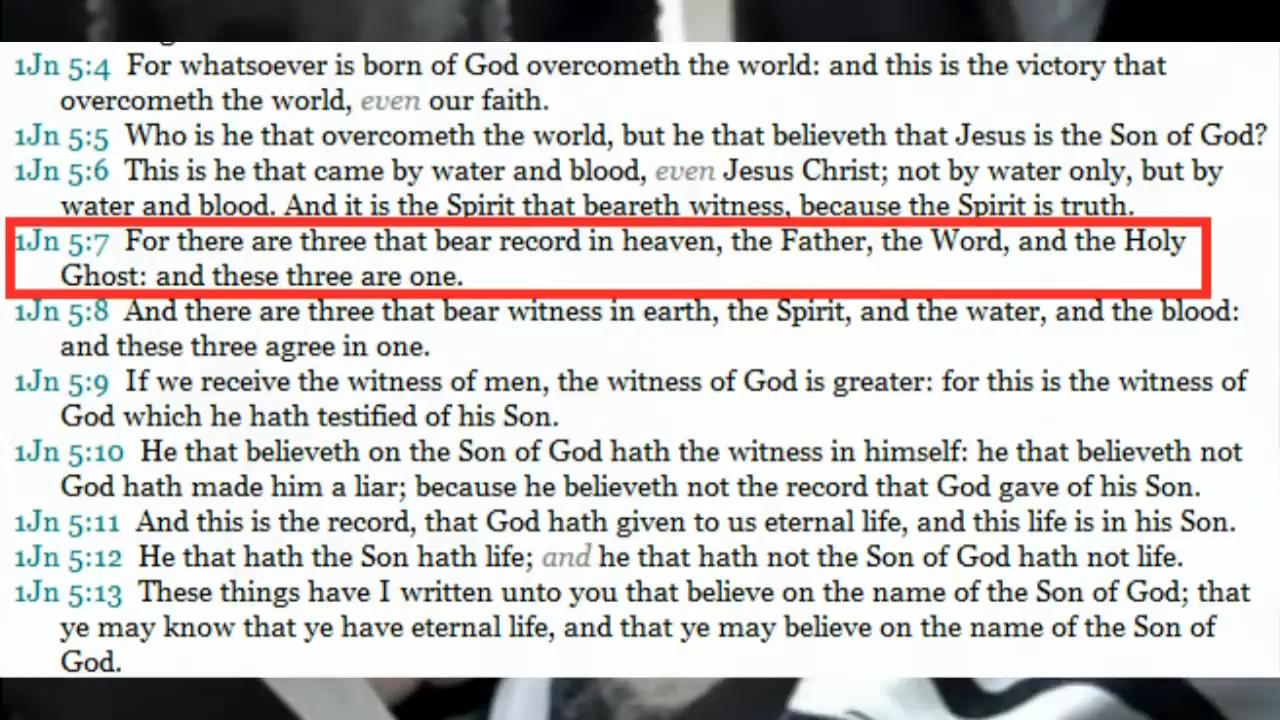 1Jn 5:4 For whatsoever is born of God overcometh the world: and this is the victory that
overcometh the world, even our faith.
1Jn 5:5 Who is he that overcometh the world, but he that believeth that Jesus is the Son of God?
1Jn 5:6 This is he that came by water and blood, even Jesus Christ; not by water only, but by
water and blood. And it is the Spirit that beareth witness, because the Spirit is truth.
1Jn 5:7 For there are three that bear record in heaven, the Father, the Word, and the Holy
Ghost: and these three are one.
1Jn 5:8 And there are three that bear witness in earth, the Spirit, and the water, and the blood:
and these three agree in one.
1Jn 5:9 If we receive the witness of men, the witness of God is greater: for this is the witness of
God which he hath testified of his Son.
1Jn 5:10 He that believeth on the Son of God hath the witness in himself: he that believeth not
God hath made him a liar; because he believeth not the record that God gave of his Son.
1Jn 5:11 And this is the record, that God hath given to us eternal life, and this life is in his Son.
1Jn 5:12 He that hath the Son hath life; and he that hath not the Son of God hath not life.
1Jn 5:13 These things have I written unto you that believe on the name of the Son of God; that
ye may know that ye have eternal life, and that ye may believe on the name of the Son of
God.